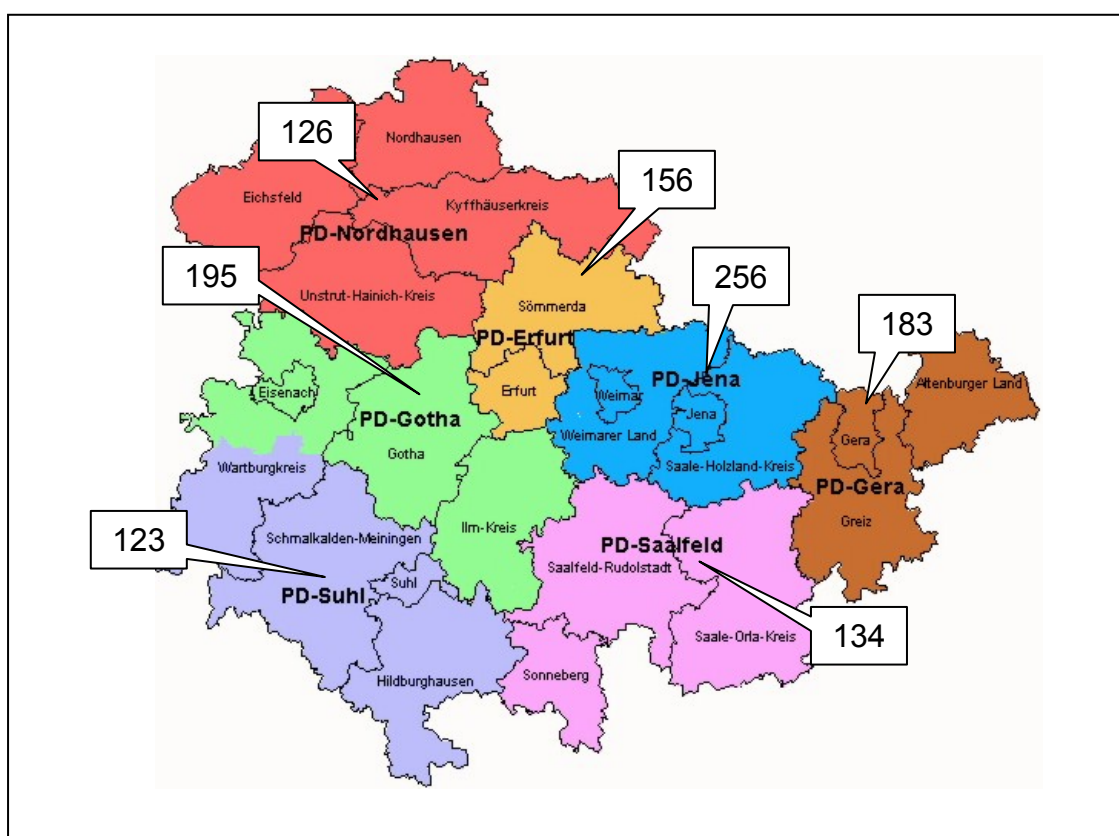 Nordhausen
126
156
Eichsfeld
Kyffhäuserkreis
PD-Nordhausen
195
256
Unstrut-Hainich-Kreis
Sömmerda
183
PD-Erfurt
PD-Jena
Altenburger Land
Eisenach
Erfurt
Weimar
Jena
PD-Gotha
Weimarer Land
Gera
Gotha
Wartburgkreis
Saale-Holzland-Kreis
PD-Gera
Greiz
Ilm-Kreis
123
Schmalkalden-Meiningen
PD-Saalfeld
Saalfeld-Rudolstadt
Suhl
PD-Suhl
134
Saale-Orla-Kreis
Hildburghausen
Sonneberg